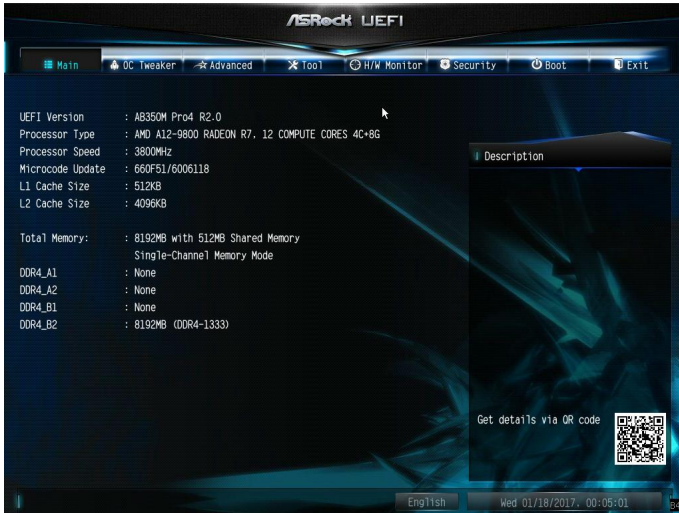 ASRock UEFI
Main OC Tweaker Advanced Tool H/W Monitor Security Boot Exit
UEFI Version : AB350M Pro4 R2.0
Processor Type : AMD A12-9800 RADEON R7. 12 COMPUTE CORES 4C+8G
Processor Speed : 3800MHz
Microcode Update : 660F51/6006118
L1 Cache Size : 512KB
L2 Cache Size : 4096KB
Total Memory: : 8192MB with 512MB Shared Memory
Single-Channel Memory Mode
DDR4_A1 : None
DDR4_A2 : None
DDR4_B1 : None
DDR4_B2 : 8192MB (DDR4-1333)
Description
Get details via QR code
English
Wed 01/18/2017. 00:05:01